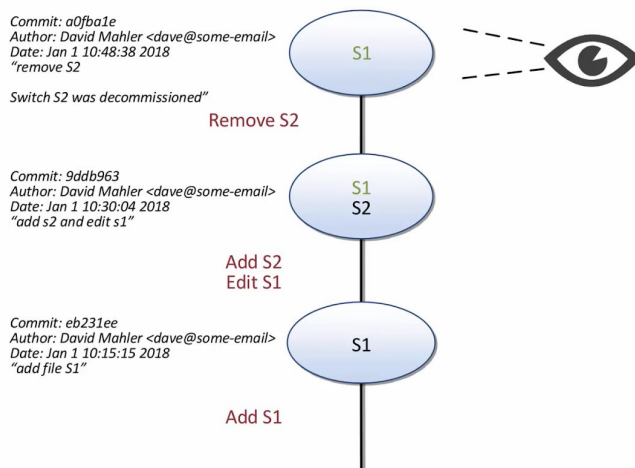 Commit: a0fba1e
Author: David Mahler <dave@some-email>
Date: Jan 1 10:48:38 2018
“remove S2
Switch S2 was decommissioned”
S1
Remove S2
Commit: 9ddb963
Author: David Mahler <dave@some-email>
Date: Jan 1 10:30:04 2018
“add s2 and edit s1”
S1
S2
Add S2
Edit S1
Commit: eb231ee
Author: David Mahler <dave@some-email>
Date: Jan 1 10:15:15 2018
“add file S1”
S1
Add S1